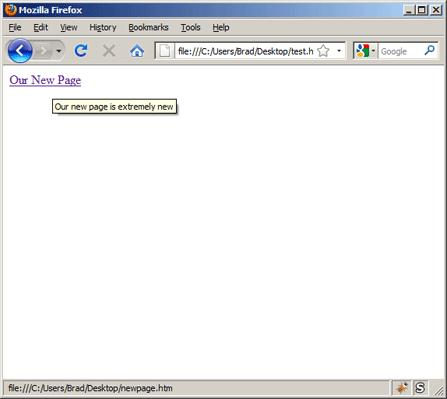 Mozilla Firefox
File Edit View History Bookmarks Tools Help
file:///C:/Users/Brad/Desktop/test.h Google
Our New Page
Our new page is extremely new
file:///C:/Users/Brad/Desktop/newpage.htm